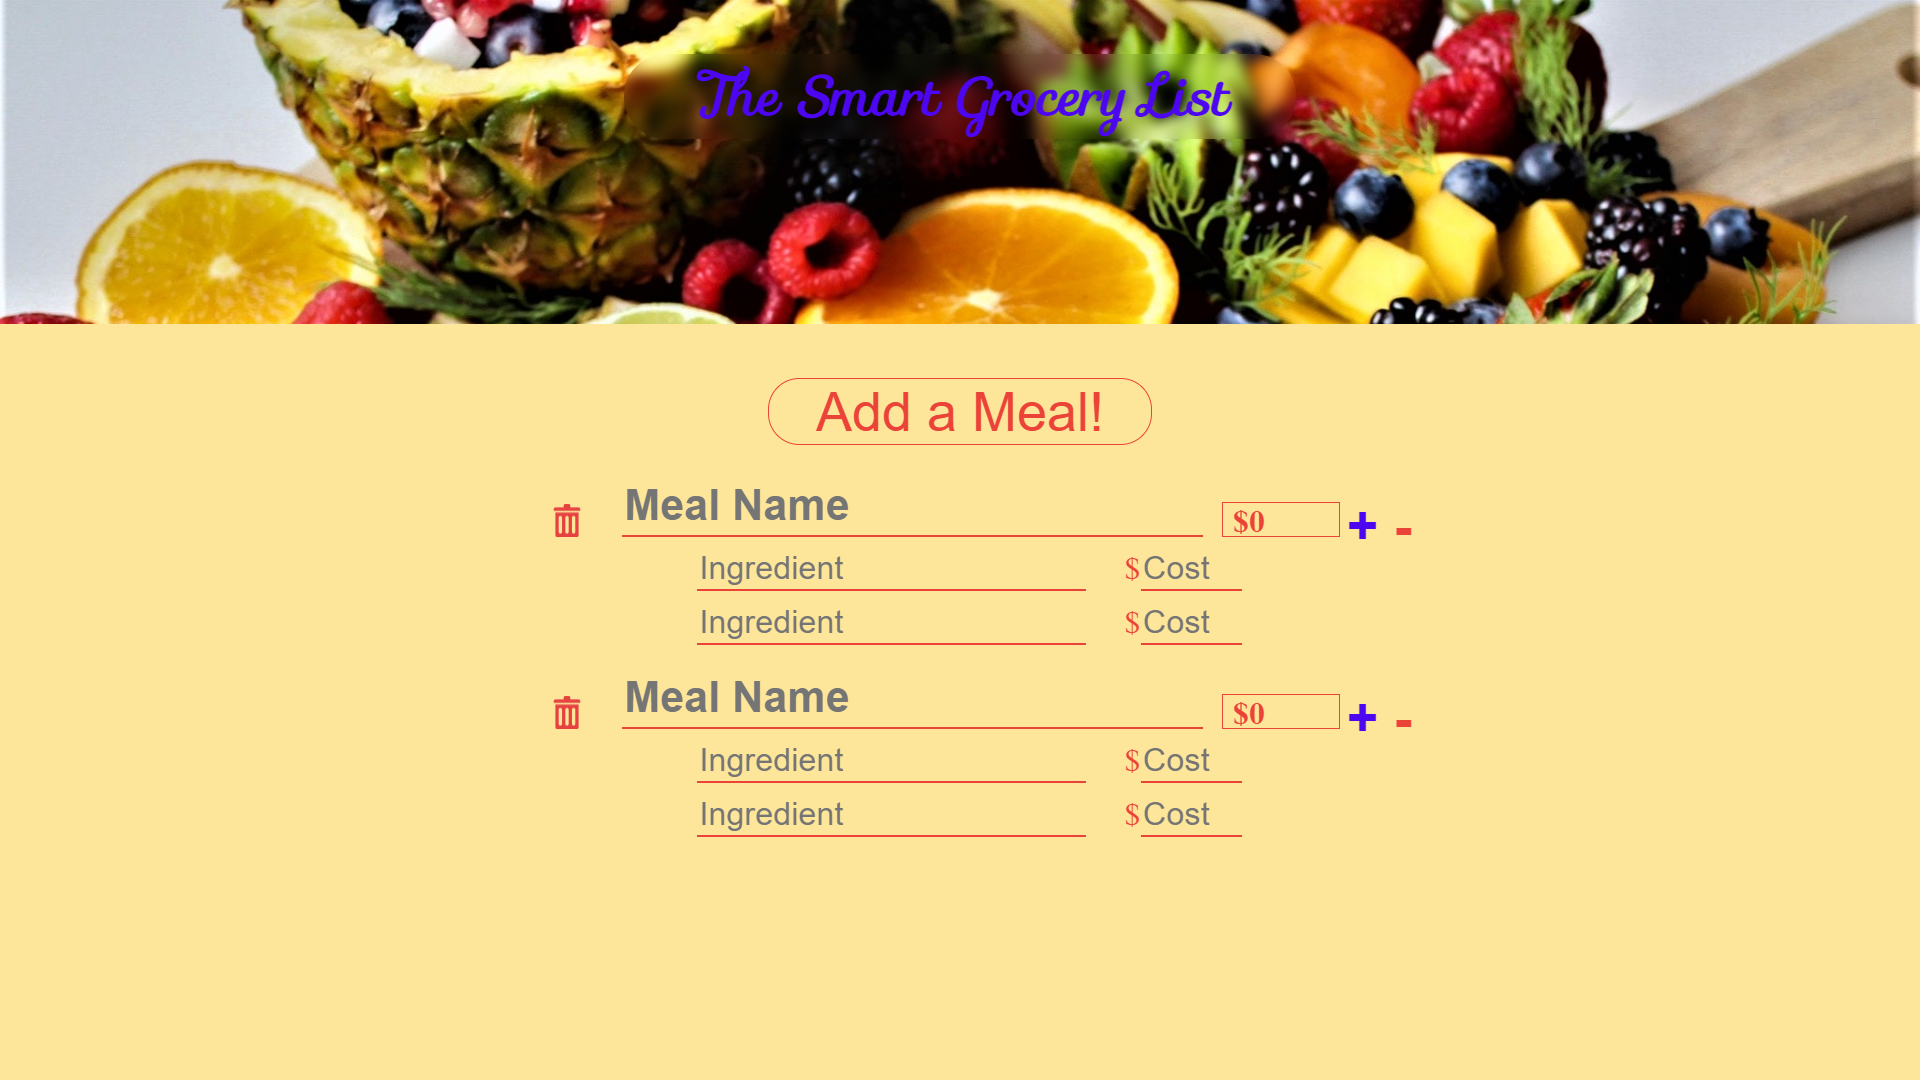 The Smart Grocery List
Add a Meal!
Meal Name $0 + -
Ingredient $ Cost
Ingredient $ Cost
Meal Name $0 + -
Ingredient $ Cost
Ingredient $ Cost